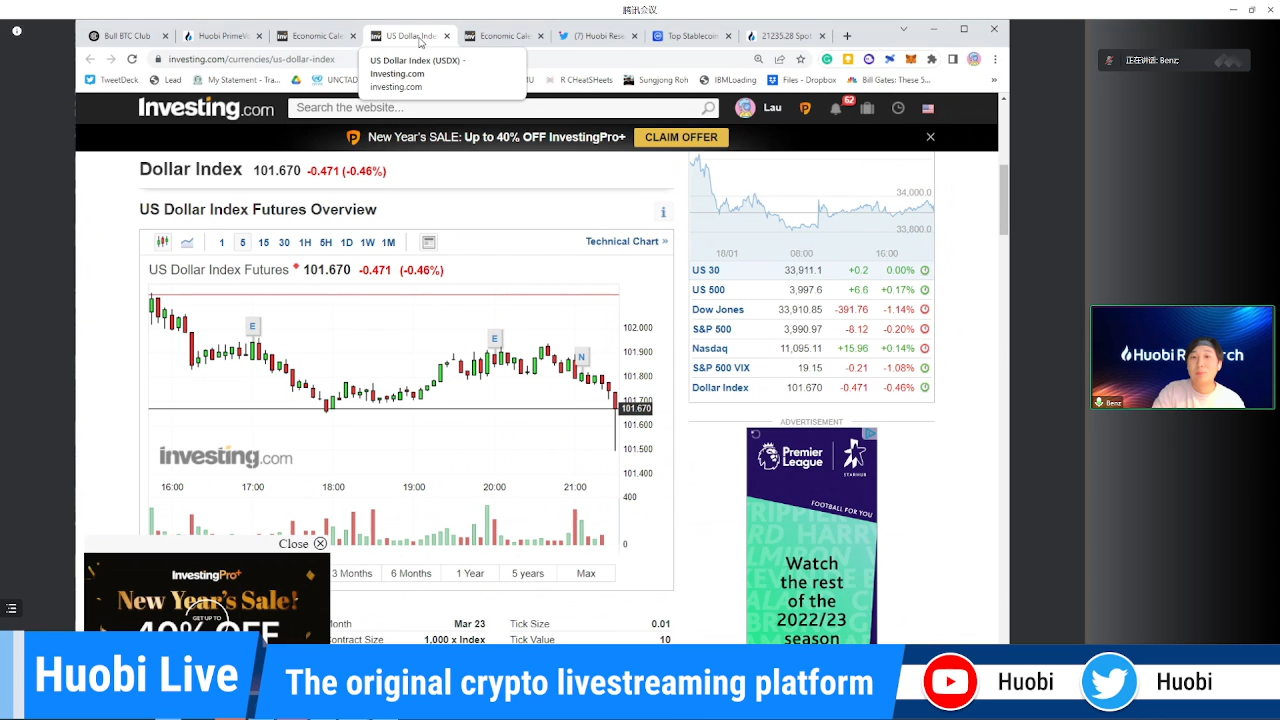 腾讯会议
Bull BTC Club
Huobi PrimeV
Economic Cale
US Dollar Inde
Economic Cale
(7) Huobi Rese
Top Stablecoin
21235.28 Spot
investing.com/currencies/us-dollar-index
US Dollar Index (USDX) -
Investing.com
investing.com
TweetDeck
Lead
My Statement - Tra...
UNCTAD
MU
R CheatSheets
Sungjong Roh
IBMLoading
Files - Dropbox
Bill Gates: These 5...
正在讲话: Benz
Investing.com
Search the website...
Lau
62
New Year's SALE: Up to 40% OFF InvestingPro+
CLAIM OFFER
Dollar Index 101.670 -0.471 (-0.46%)
US Dollar Index Futures Overview
1 5 15 30 1H 5H 1D 1W 1M
Technical Chart »
US Dollar Index Futures 101.670 -0.471 (-0.46%)
E
E
N
102.000
101.900
101.800
101.700
101.670
101.600
101.500
101.400
Investing.com
16:00 17:00 18:00 19:00 20:00 21:00
400
0
3 Months 6 Months 1 Year 5 years Max
Close
InvestingPro+
New Year's Sale!
GET UP TO
40% OFF
Month Mar 23
Contract Size 1,000 x Index
Tick Size 0.01
Tick Value 10
34,000.0
33,800.0
18/01 08:00 16:00
US 30 33,911.1 +0.2 0.00%
US 500 3,997.6 +6.6 +0.17%
Dow Jones 33,910.85 -391.76 -1.14%
S&P 500 3,990.97 -8.12 -0.20%
Nasdaq 11,095.11 +15.96 +0.14%
S&P 500 VIX 19.15 -0.21 -1.08%
Dollar Index 101.670 -0.471 -0.46%
ADVERTISEMENT
Premier
League
STARHUB
FOOTBALL FOR YOU
Watch
the rest
of the
2022/23
season
Huobi Research
Benz
Huobi Live
The original crypto livestreaming platform
Huobi
Huobi